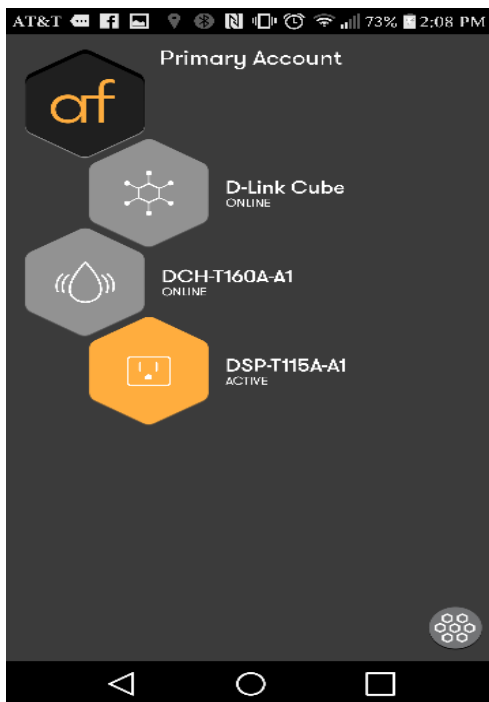 AT&T 73% 2:08 PM
Primary Account
af
D-Link Cube
ONLINE
DCH-T160A-A1
ONLINE
DSP-T115A-A1
ACTIVE